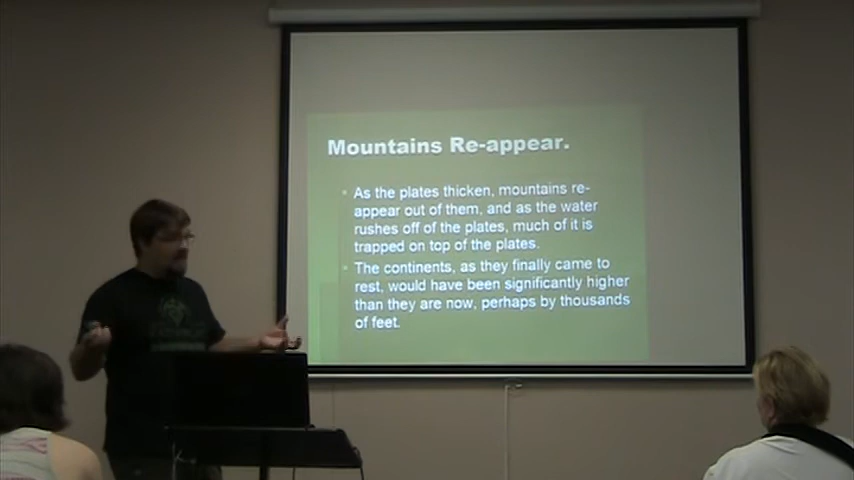 Mountains Re-appear.
As the plates thicken, mountains re-
appear out of them, and as the water
rushes off of the plates, much of it is
trapped on top of the plates.
The continents, as they finally came to
rest, would have been significantly higher
than they are now, perhaps by thousands
of feet.